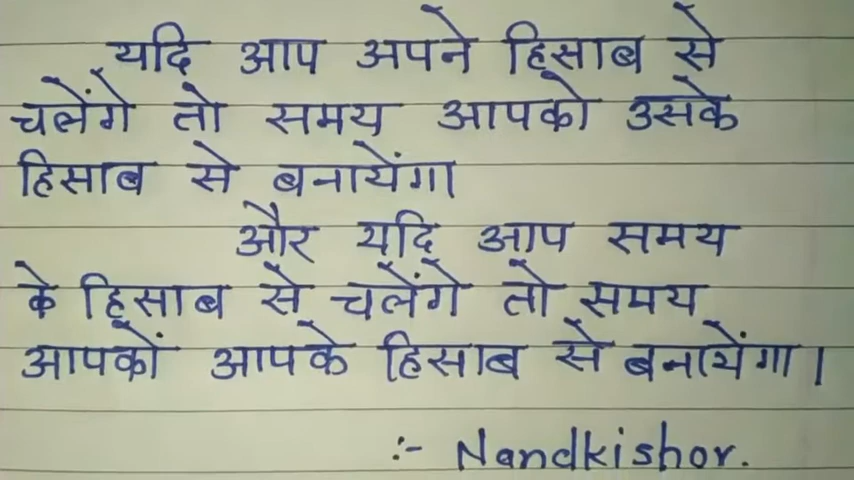 यदि आप अपने हिसाब से
चलेंगे तो समय आपको उसके
हिसाब से बनायेंगा
और यदि आप समय
के हिसाब से चलेंगे तो समय
आपकों आपके हिसाब से बनायेंगा।
:- Nandkishor.